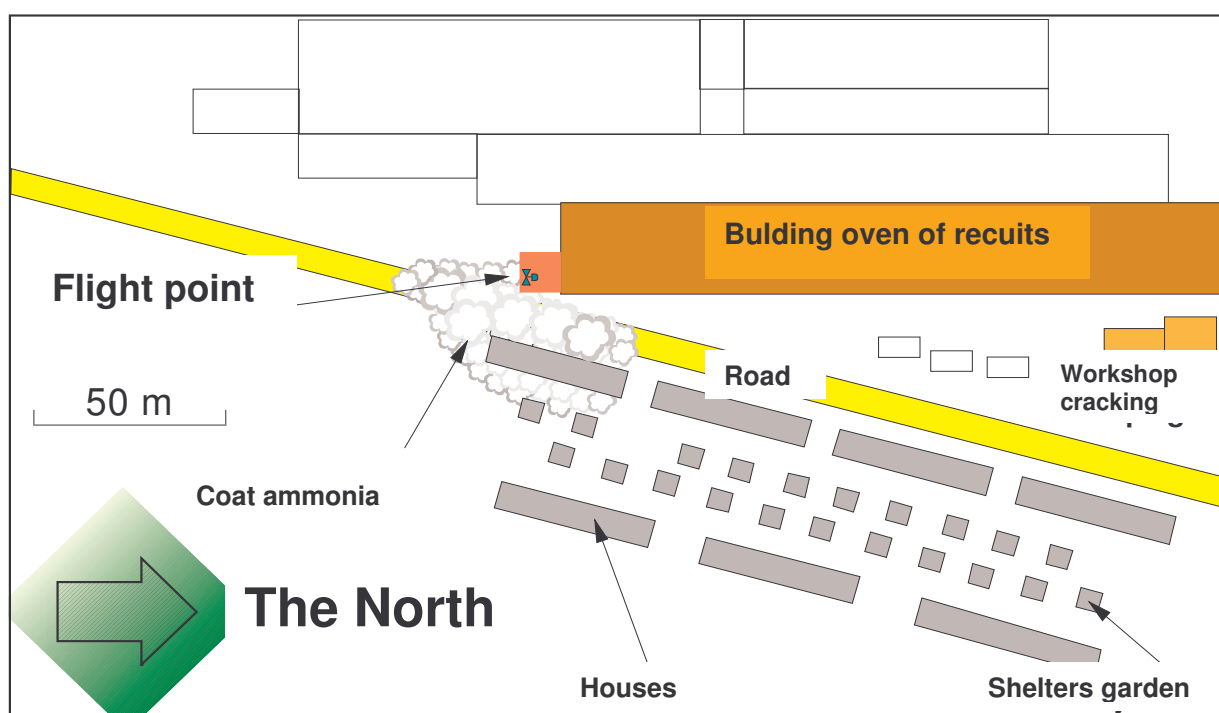 Bulding oven of recuits
Flight point
Road
Workshop
cracking
50 m
Coat ammonia
The North
Houses
Shelters garden